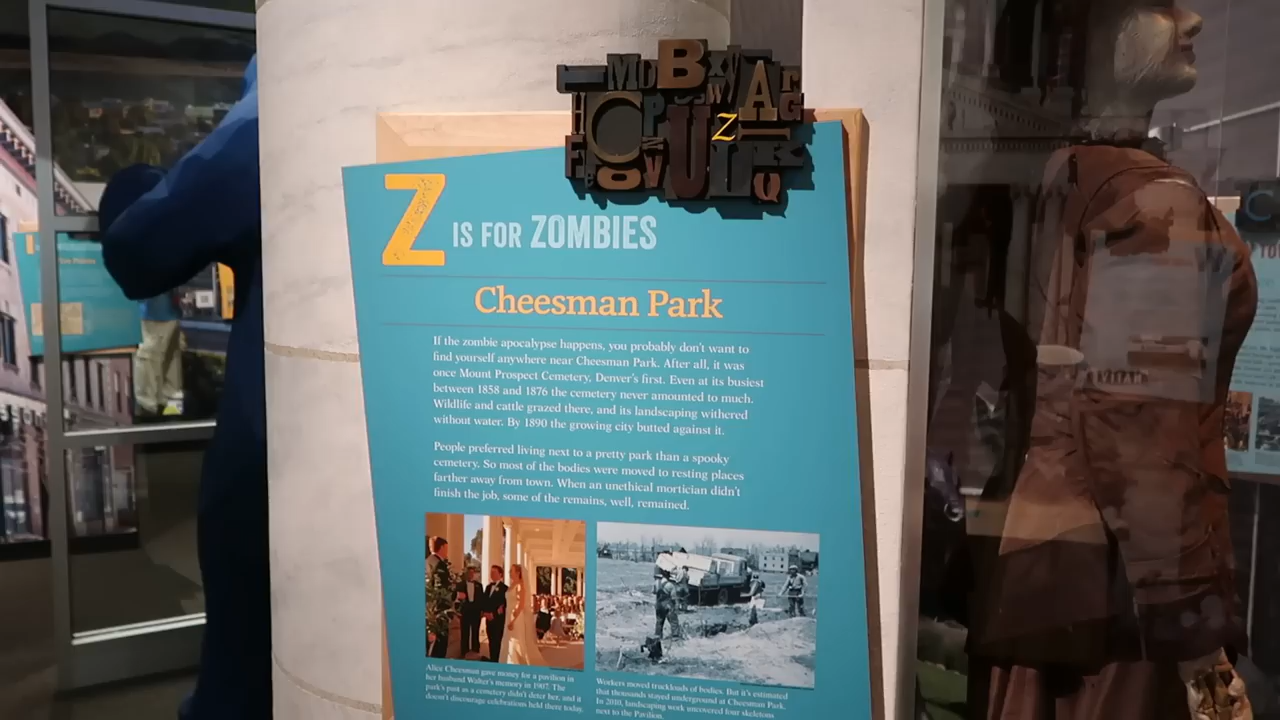 Z IS FOR ZOMBIES
Cheesman Park
If the zombie apocalypse happens, you probably don't want to
find yourself anywhere near Cheesman Park. After all, it was
once Mount Prospect Cemetery, Denver's first. Even at its busiest
between 1858 and 1876 the cemetery never amounted to much.
Wildlife and cattle grazed there, and its landscaping withered
without water. By 1890 the growing city butted against it.
People preferred living next to a pretty park than a spooky
cemetery. So most of the bodies were moved to resting places
farther away from town. When an unethical mortician didn't
finish the job, some of the remains, well, remained.
Alice Cheesman gave money for a pavilion in
her husband Walter's memory in 1907. The
park's past as a cemetery didn't deter her, and it
doesn't discourage celebrations held there today.
Workers moved truckloads of bodies. But it's estimated
that thousands stayed underground at Cheesman Park.
In 2010, landscaping work uncovered four skeletons
next to the Pavilion.